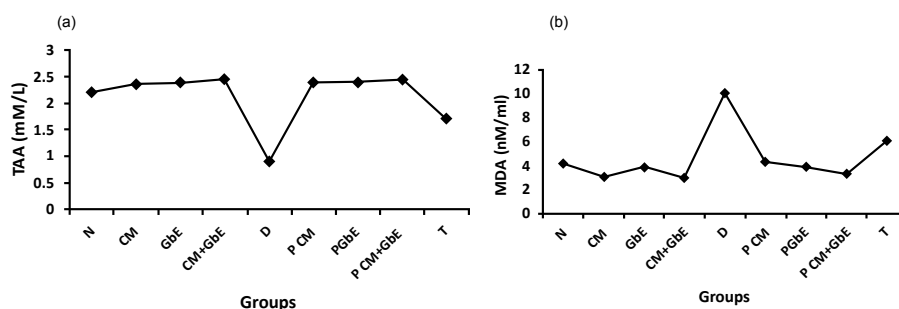 (a)
TAA (mM/L)
3
2.5
2
1.5
1
0.5
0
N
CM
GbE
CM+GbE
D
P CM
PGbE
P CM+GbE
T
Groups
(b)
MDA (nM/ml)
12
10
8
6
4
2
0
N
CM
GbE
CM+GbE
D
P CM
PGbE
P CM+GbE
T
Groups